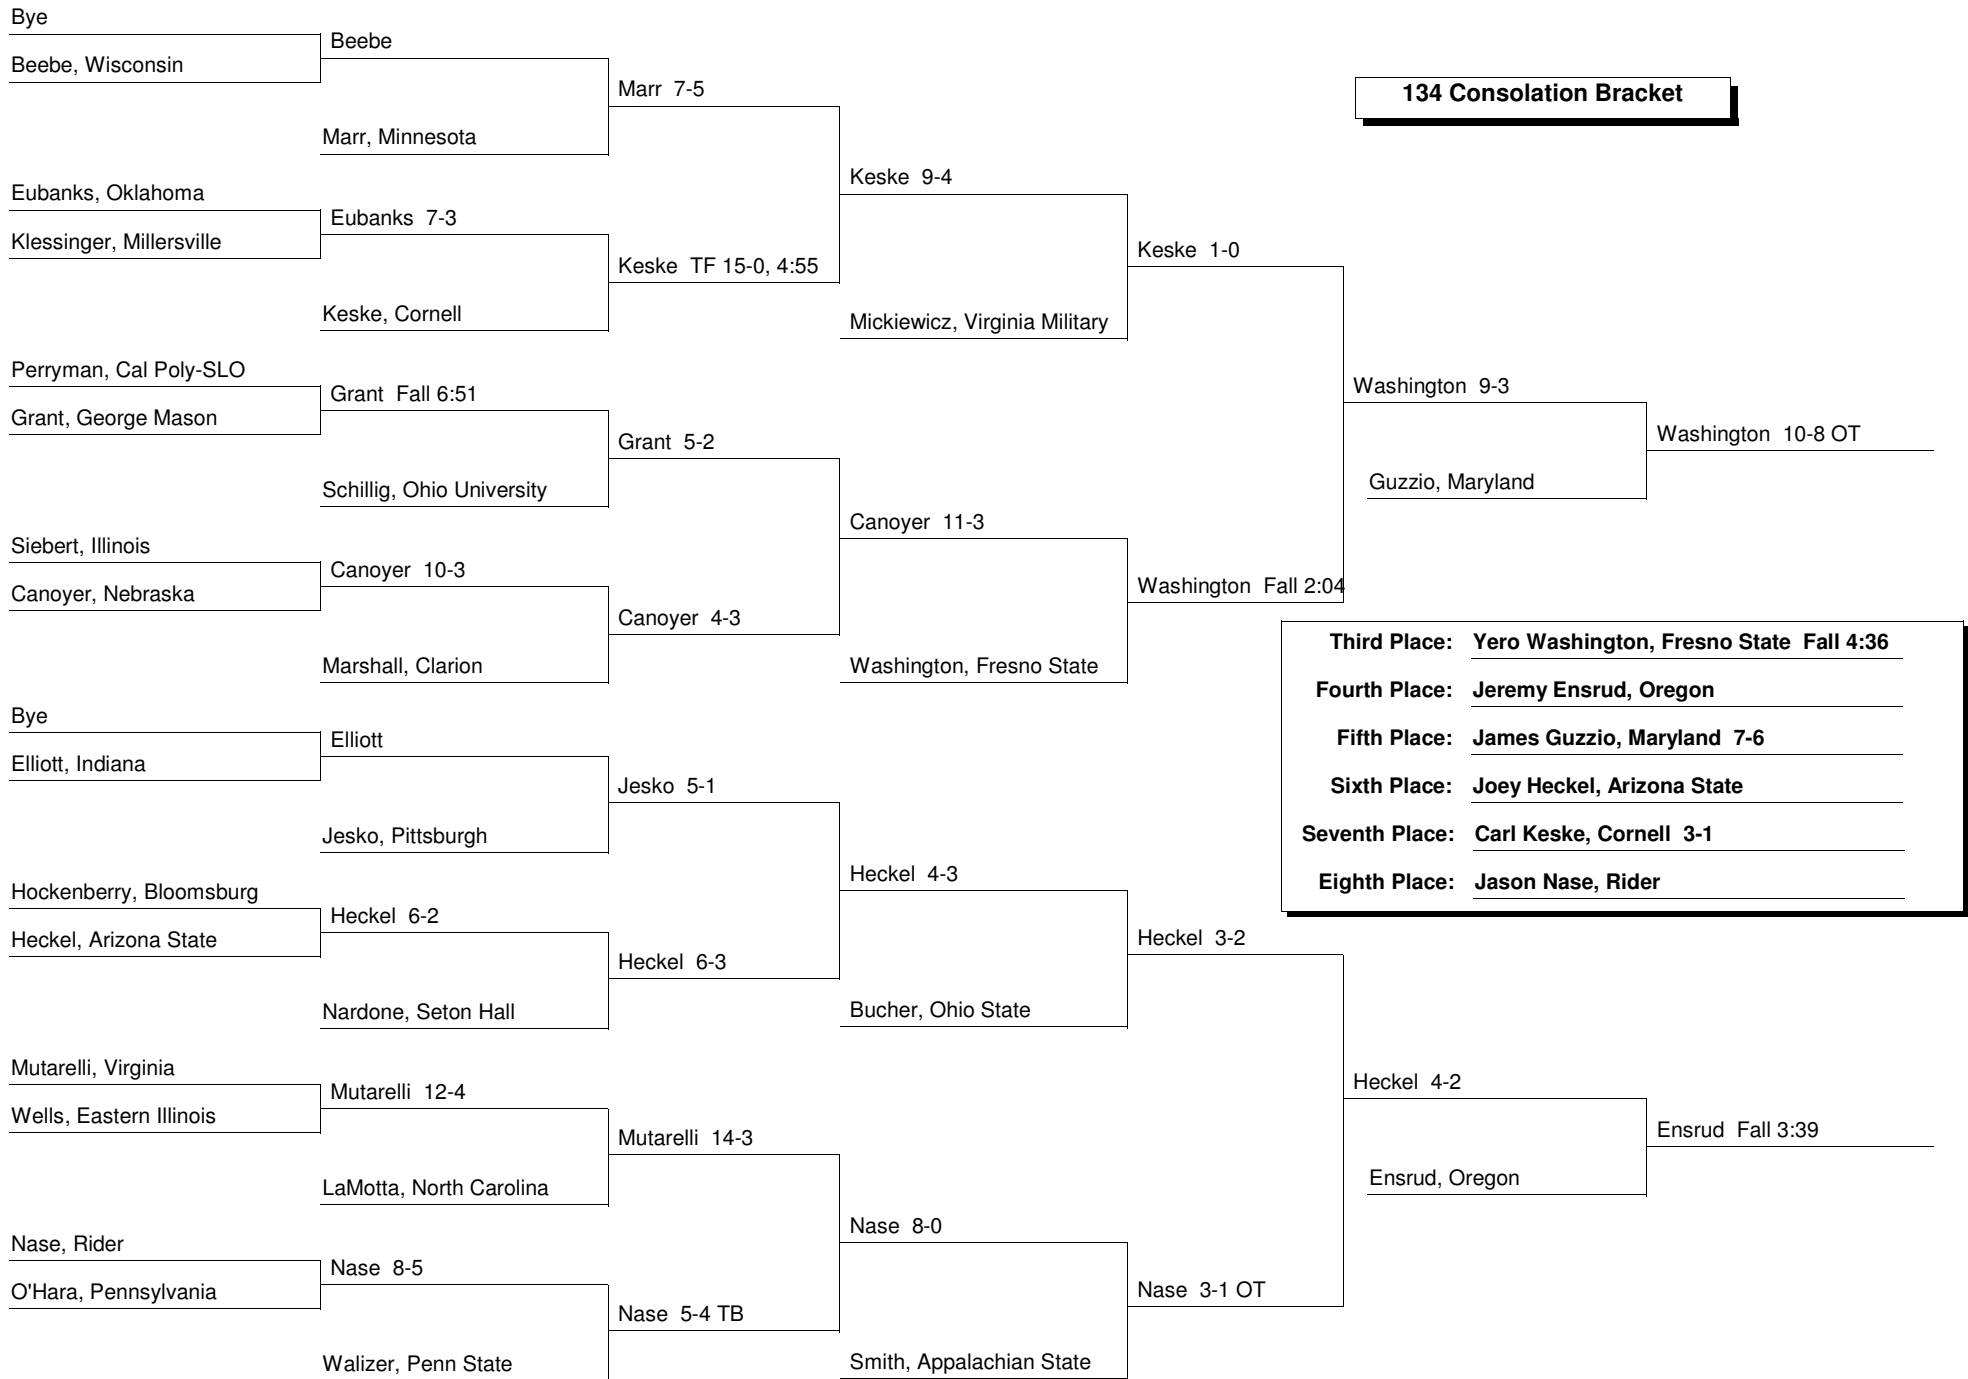 Bye
Beebe, Wisconsin
Beebe
Marr, Minnesota
Marr 7-5
Eubanks, Oklahoma
Klessinger, Millersville
Eubanks 7-3
Keske, Cornell
Keske TF 15-0, 4:55
Keske 9-4
Mickiewicz, Virginia Military
Keske 1-0
Perryman, Cal Poly-SLO
Grant, George Mason
Grant Fall 6:51
Schillig, Ohio University
Grant 5-2
Siebert, Illinois
Canoyer, Nebraska
Canoyer 10-3
Marshall, Clarion
Canoyer 4-3
Canoyer 11-3
Washington, Fresno State
Washington Fall 2:04
Washington 9-3
Guzzio, Maryland
Washington 10-8 OT
134 Consolation Bracket
Bye
Elliott, Indiana
Elliott
Jesko, Pittsburgh
Jesko 5-1
Hockenberry, Bloomsburg
Heckel, Arizona State
Heckel 6-2
Nardone, Seton Hall
Heckel 6-3
Heckel 4-3
Bucher, Ohio State
Heckel 3-2
Mutarelli, Virginia
Wells, Eastern Illinois
Mutarelli 12-4
LaMotta, North Carolina
Mutarelli 14-3
Nase, Rider
O'Hara, Pennsylvania
Nase 8-5
Walizer, Penn State
Nase 5-4 TB
Nase 8-0
Smith, Appalachian State
Nase 3-1 OT
Heckel 4-2
Ensrud, Oregon
Ensrud Fall 3:39
Third Place: Yero Washington, Fresno State Fall 4:36
Fourth Place: Jeremy Ensrud, Oregon
Fifth Place: James Guzzio, Maryland 7-6
Sixth Place: Joey Heckel, Arizona State
Seventh Place: Carl Keske, Cornell 3-1
Eighth Place: Jason Nase, Rider